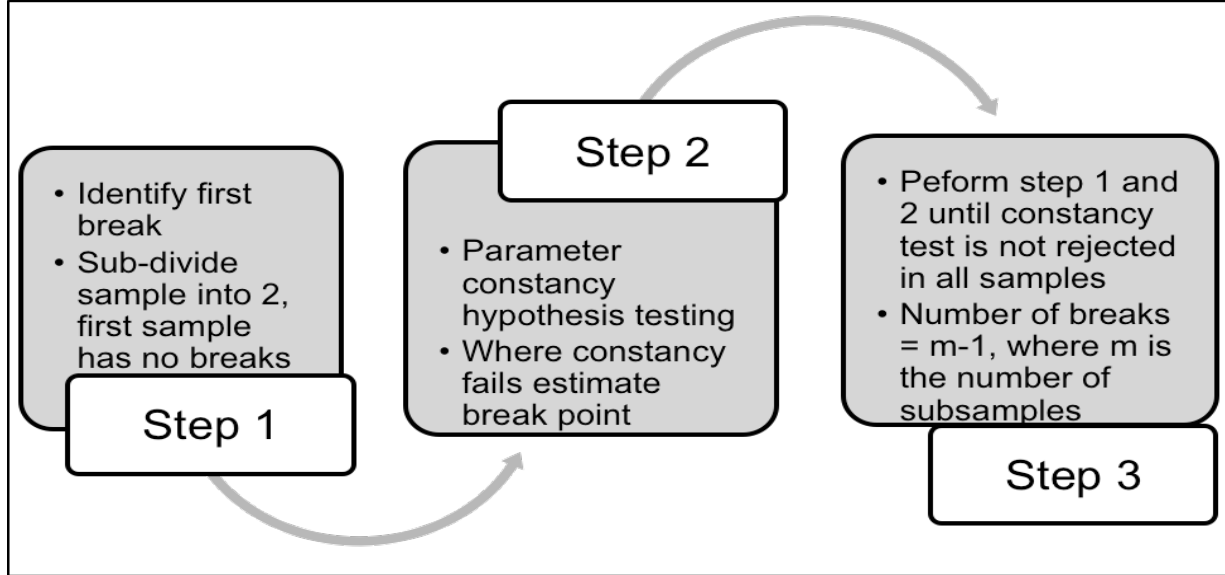 • Identify first
break
• Sub-divide
sample into 2,
first sample
has no breaks
Step 1
Step 2
• Parameter
constancy
hypothesis testing
• Where constancy
fails estimate
break point
• Peform step 1 and
2 until constancy
test is not rejected
in all samples
• Number of breaks
= m-1, where m is
the number of
subsamples
Step 3